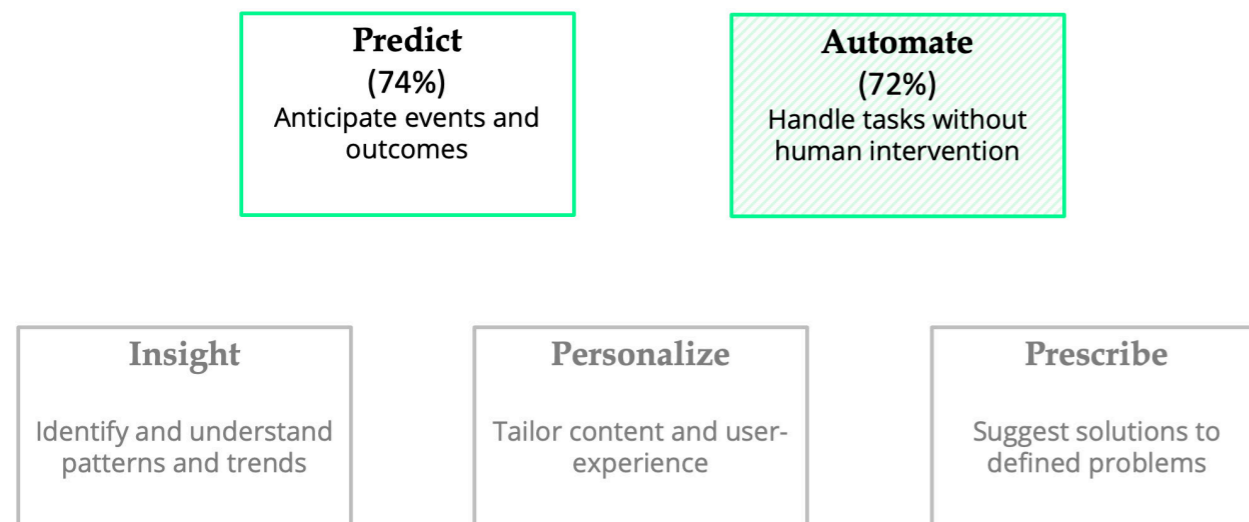 Predict
(74%)
Anticipate events and
outcomes
Automate
(72%)
Handle tasks without
human intervention
Insight
Identify and understand
patterns and trends
Personalize
Tailor content and user-
experience
Prescribe
Suggest solutions to
defined problems